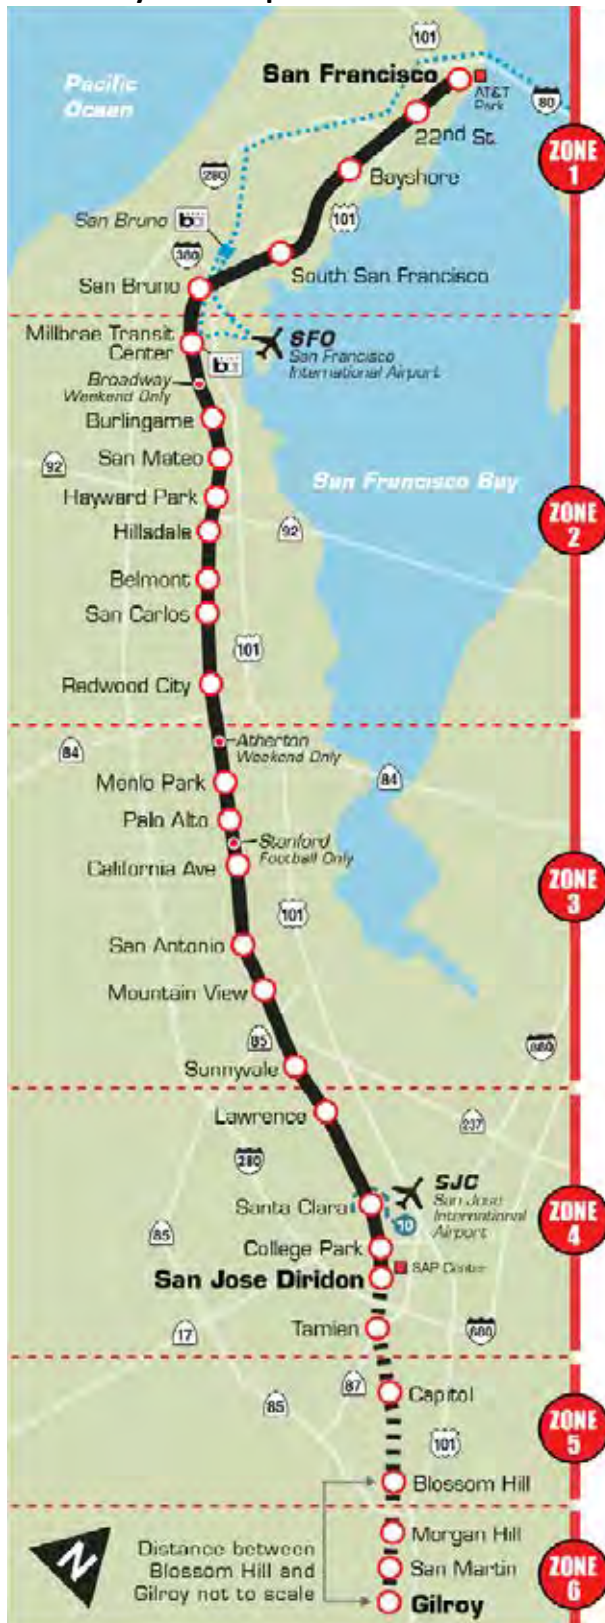 101
San Francisco
Pacific
Ocean
AT&T
Park
80
22nd St.
ZONE
1
Bayshore
280
101
San Bruno
ba
380
South San Francisco
San Bruno
Millbrae Transit
Center
ba
SFO
San Francisco
International Airport
Broadway
Weekend Only
Burlingame
San Mateo
92
San Francisco Bay
Hayward Park
ZONE
2
Hillsdale
92
Belmont
San Carlos
101
Redwood City
Atherton
Weekend Only
84
84
Menlo Park
Palo Alto
Stanford
Football Only
California Ave
ZONE
3
101
San Antonio
Mountain View
85
880
Sunnyvale
Lawrence
237
280
SJC
San Jose
International
Airport
Santa Clara
10
ZONE
4
85
College Park
San Jose Diridon
SAP Center
Tamien
17
680
87
Capitol
85
ZONE
5
101
Blossom Hill
Morgan Hill
N
Distance between
Blossom Hill and
Gilroy not to scale
San Martin
ZONE
6
Gilroy